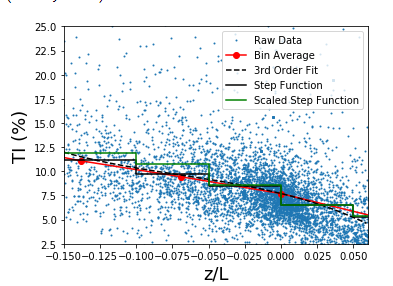 25.0
22.5
20.0
17.5
15.0
12.5
10.0
7.5
5.0
2.5
TI (%)
Raw Data
Bin Average
3rd Order Fit
Step Function
Scaled Step Function
−0.150 −0.125 −0.100 −0.075 −0.050 −0.025 0.000 0.025 0.050
z/L